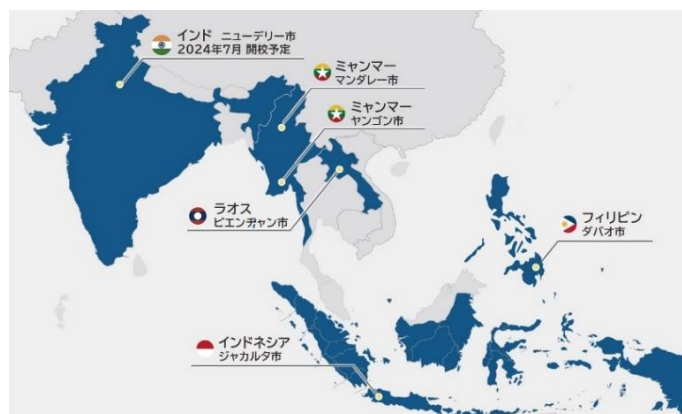 インド ニューデリー市
2024年7月 開校予定
ミャンマー
マンダレー市
ミャンマー
ヤンゴン市
ラオス
ビエンチャン市
フィリピン
ダバオ市
インドネシア
ジャカルタ市